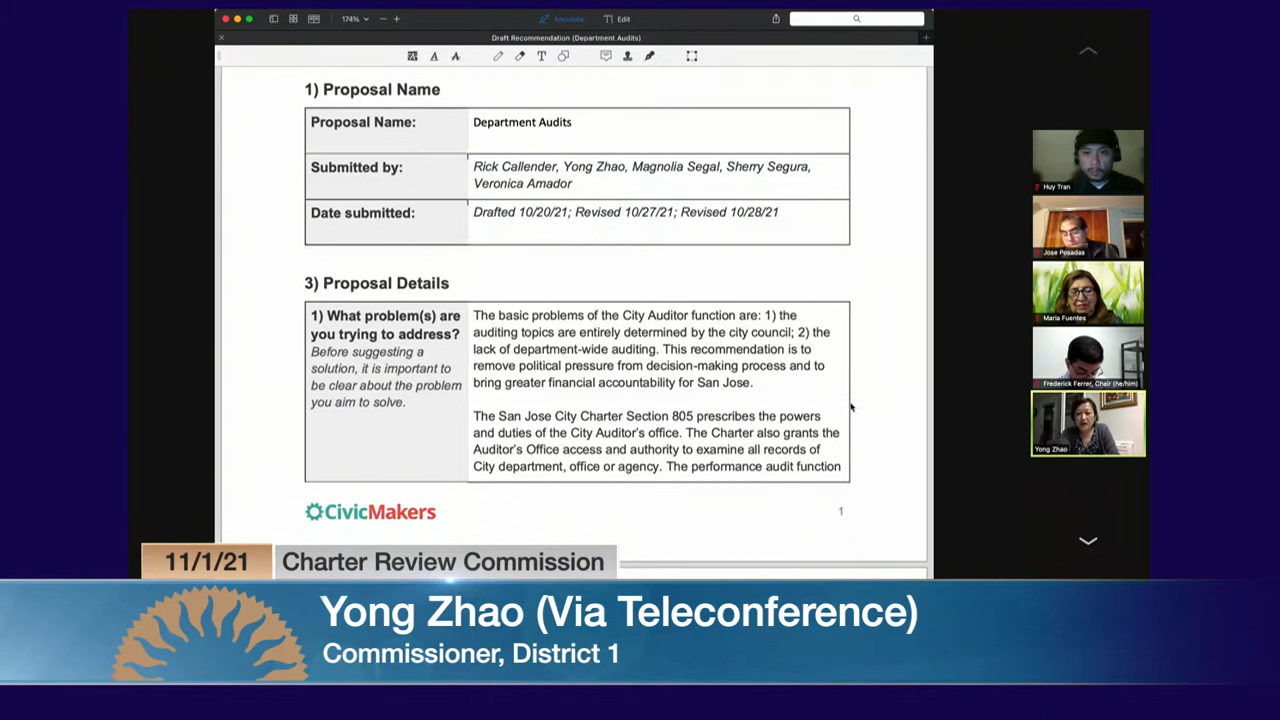 174%
Annotate
Edit
Draft Recommendation (Department Audits)
1) Proposal Name
Proposal Name:
Department Audits
Submitted by:
Rick Callender, Yong Zhao, Magnolia Segal, Sherry Segura,
Veronica Amador
Date submitted:
Drafted 10/20/21; Revised 10/27/21; Revised 10/28/21
3) Proposal Details
1) What problem(s) are
you trying to address?
Before suggesting a
solution, it is important to
be clear about the problem
you aim to solve.
The basic problems of the City Auditor function are: 1) the
auditing topics are entirely determined by the city council; 2) the
lack of department-wide auditing. This recommendation is to
remove political pressure from decision-making process and to
bring greater financial accountability for San Jose.
The San Jose City Charter Section 805 prescribes the powers
and duties of the City Auditor's office. The Charter also grants the
Auditor's Office access and authority to examine all records of
City department, office or agency. The performance audit function
CivicMakers
1
Huy Tran
Jose Posadas
Maria Fuentes
Frederick Ferrer, Chair (he/him)
Yong Zhao
11/1/21
Charter Review Commission
Yong Zhao (Via Teleconference)
Commissioner, District 1